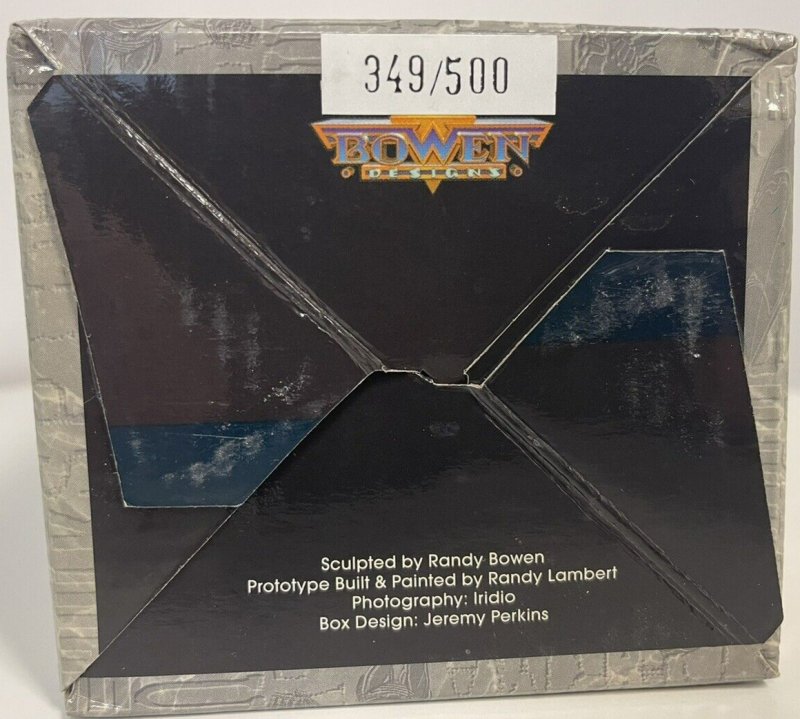 349/500
BOWEN
DESIGNS
Sculpted by Randy Bowen
Prototype Built & Painted by Randy Lambert
Photography: Iridio
Box Design: Jeremy Perkins